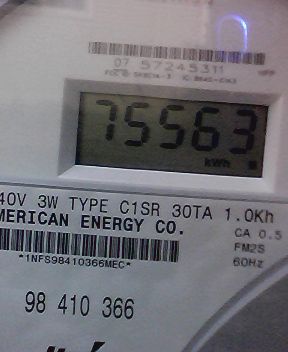 07 57245311
75563
kWh
40V 3W TYPE C1SR 30TA 1.0Kh
MERICAN ENERGY CO.
CA 0.5
FM2S
60Hz
*1NFS98410366MEC*
98 410 366